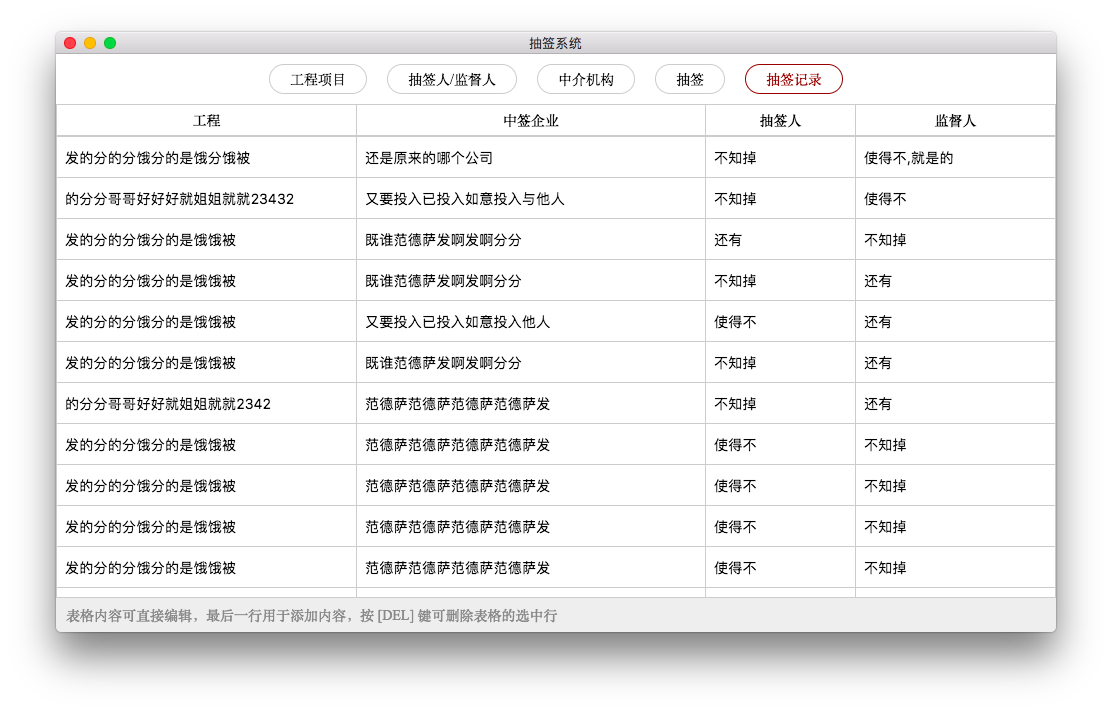 抽签系统
工程项目 抽签人/监督人 中介机构 抽签 抽签记录
工程 中签企业 抽签人 监督人
发的分的分饿分的是饿分饿被 还是原来的哪个公司 不知掉 使得不,就是的
的分分哥哥好好好就姐姐就就23432 又要投入已投入如意投入与他人 不知掉 使得不
发的分的分饿分的是饿饿被 既谁范德萨发啊发啊分分 还有 不知掉
发的分的分饿分的是饿饿被 既谁范德萨发啊发啊分分 不知掉 还有
发的分的分饿分的是饿饿被 又要投入已投入如意投入他人 使得不 还有
发的分的分饿分的是饿饿被 既谁范德萨发啊发啊分分 不知掉 还有
的分分哥哥好好就姐姐就就2342 范德萨范德萨范德萨范德萨发 不知掉 还有
发的分的分饿分的是饿饿被 范德萨范德萨范德萨范德萨发 使得不 不知掉
发的分的分饿分的是饿饿被 范德萨范德萨范德萨范德萨发 使得不 不知掉
发的分的分饿分的是饿饿被 范德萨范德萨范德萨范德萨发 使得不 不知掉
发的分的分饿分的是饿饿被 范德萨范德萨范德萨范德萨发 使得不 不知掉
表格内容可直接编辑，最后一行用于添加内容，按 [DEL] 键可删除表格的选中行